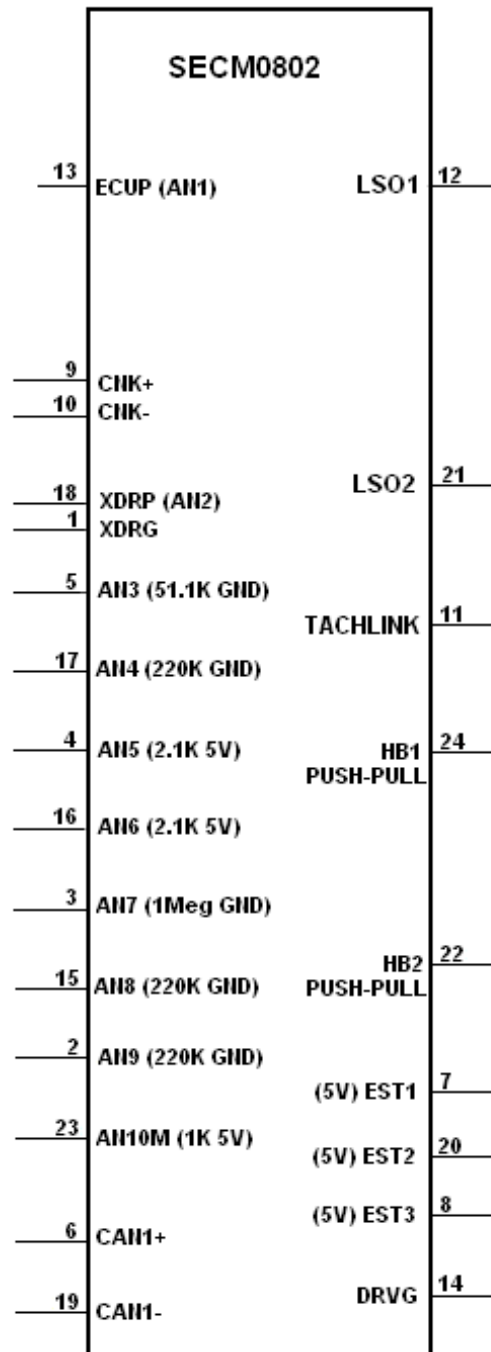 SECM0802
13
ECUP (AN1)
LSO1
12
9
CNK+
10
CNK-
LSO2
21
18
XDRP (AN2)
1
XDRG
5
AN3 (51.1K GND)
TACHLINK
11
17
AN4 (220K GND)
4
AN5 (2.1K 5V)
HB1
24
PUSH-PULL
16
AN6 (2.1K 5V)
3
AN7 (1Meg GND)
HB2
22
PUSH-PULL
15
AN8 (220K GND)
2
AN9 (220K GND)
(5V) EST1
7
23
AN10M (1K 5V)
(5V) EST2
20
(5V) EST3
8
6
CAN1+
DRVG
14
19
CAN1-